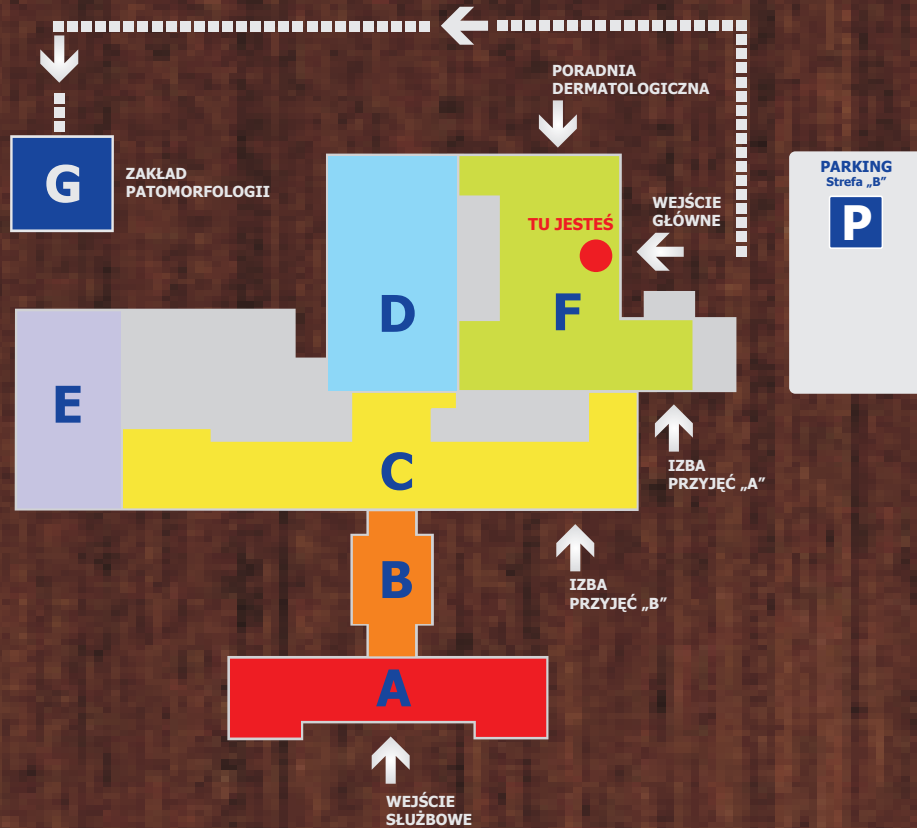 PORADNIA
DERMATOLOGICZNA
G
ZAKŁAD
PATOMORFOLOGII
PARKING
Strefa „B”
P
WEJŚCIE
GŁÓWNE
TU JESTEŚ
D
F
E
C
IZBA
PRZYJĘĆ „A”
B
IZBA
PRZYJĘĆ „B”
A
WEJŚCIE
SŁUŻBOWE